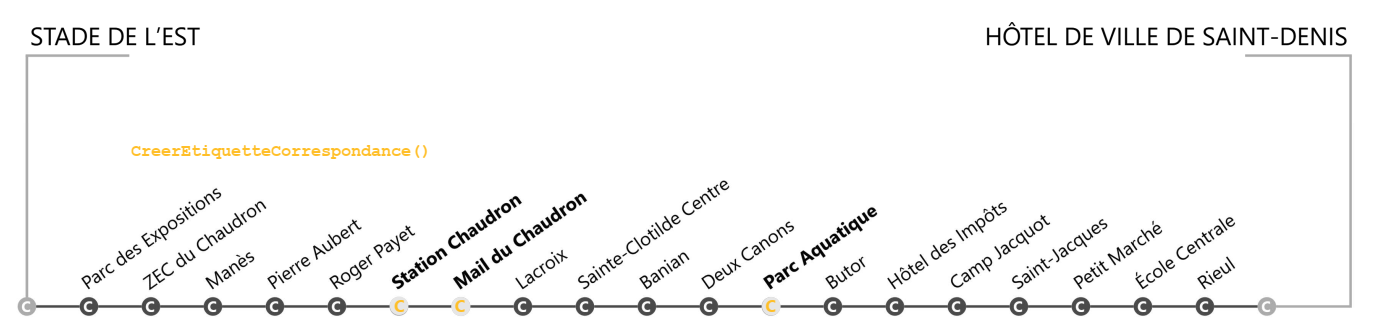 STADE DE L'EST
HÔTEL DE VILLE DE SAINT-DENIS
CreerEtiquetteCorrespondance()
Parc des Expositions
ZEC du Chaudron
Manès
Pierre Aubert
Roger Payet
Station Chaudron
Mail du Chaudron
Lacroix
Sainte-Clotilde Centre
Banian
Deux Canons
Parc Aquatique
Butor
Hôtel des Impôts
Camp Jacquot
Saint-Jacques
Petit Marché
École Centrale
Rieul
C C C C C C C C C C C C C C C C C C C C C